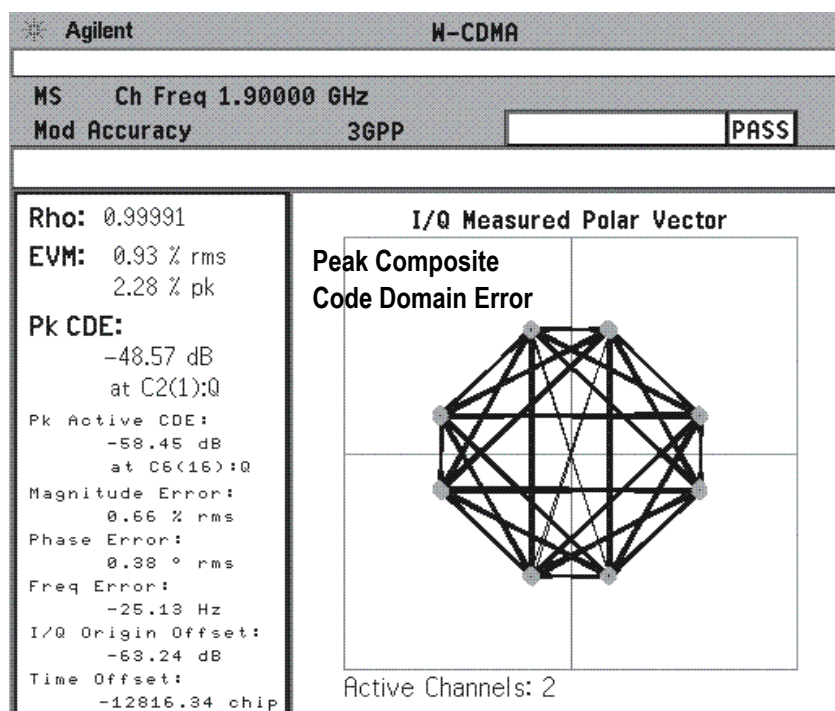 Agilent W-CDMA
MS Ch Freq 1.90000 GHz
Mod Accuracy 3GPP PASS
Rho: 0.99991
EVM: 0.93 % rms
2.28 % pk
Pk CDE:
-48.57 dB
at C2(1):Q
Pk Active CDE:
-58.45 dB
at C6(16):Q
Magnitude Error:
0.66 % rms
Phase Error:
0.38 ° rms
Freq Error:
-25.13 Hz
I/Q Origin Offset:
-63.24 dB
Time Offset:
-12816.34 chip
I/Q Measured Polar Vector
Peak Composite
Code Domain Error
Active Channels: 2